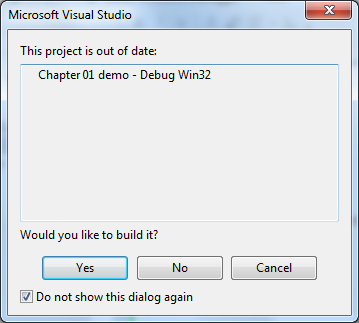 Microsoft Visual Studio
This project is out of date:
Chapter 01 demo - Debug Win32
Would you like to build it?
Yes No Cancel
Do not show this dialog again